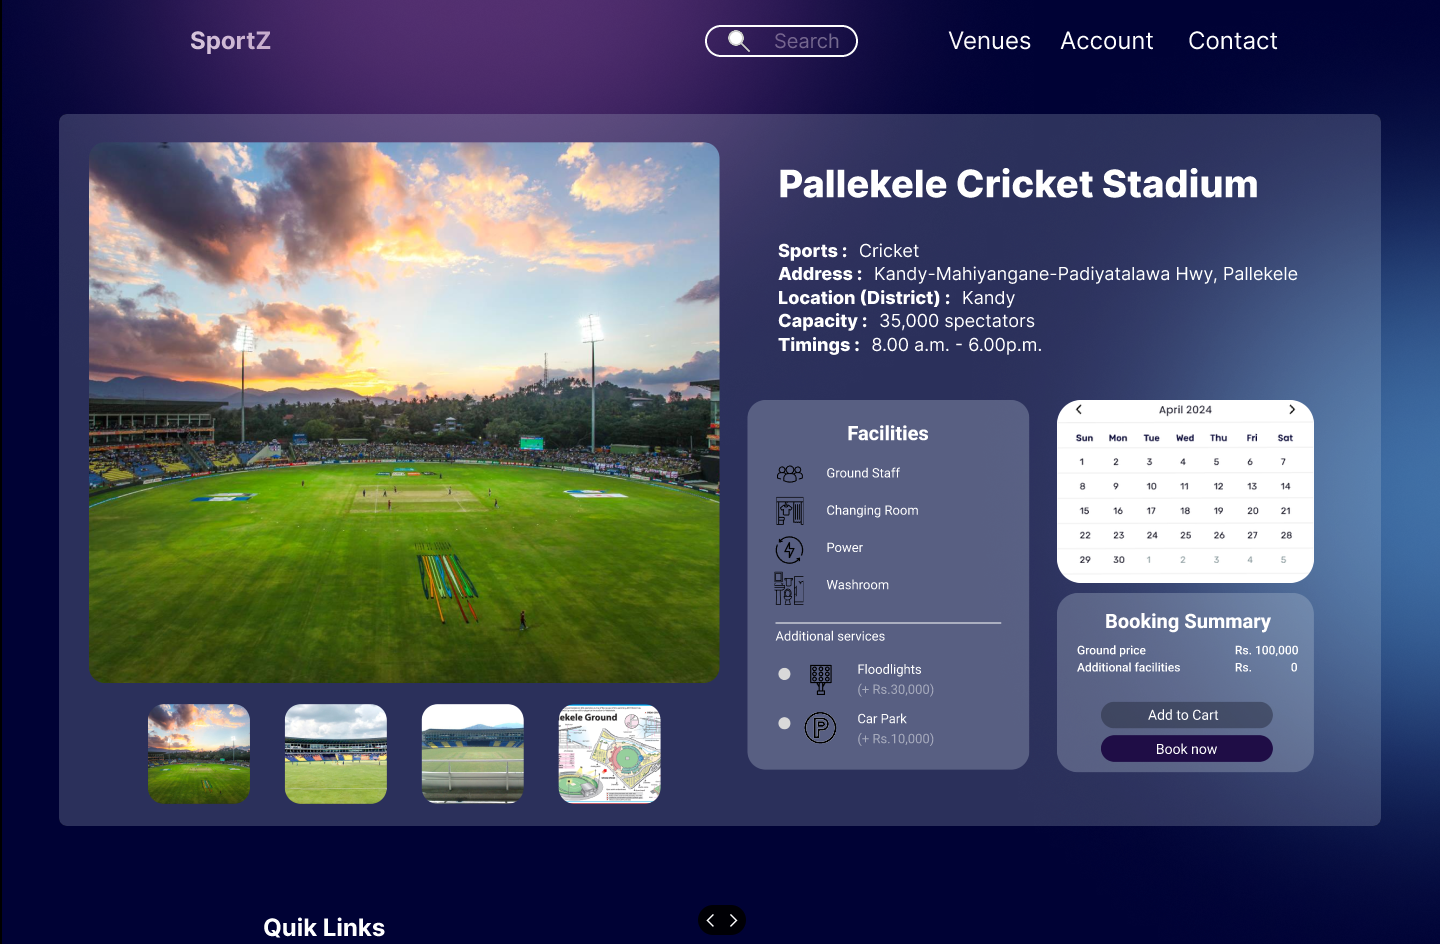 SportZ
Search
Venues Account Contact
Pallekele Cricket Stadium
Sports : Cricket
Address : Kandy-Mahiyangane-Padiyatalawa Hwy, Pallekele
Location (District) : Kandy
Capacity : 35,000 spectators
Timings : 8.00 a.m. - 6.00p.m.
Facilities
Ground Staff
Changing Room
Power
Washroom
Additional services
Floodlights
(+ Rs.30,000)
P
Car Park
(+ Rs.10,000)
April 2024
Sun Mon Tue Wed Thu Fri Sat
1 2 3 4 5 6 7
8 9 10 11 12 13 14
15 16 17 18 19 20 21
22 23 24 25 26 27 28
29 30 1 2 3 4 5
Booking Summary
Ground price Rs. 100,000
Additional facilities Rs. 0
Add to Cart
Book now
ekele Ground
Quik Links